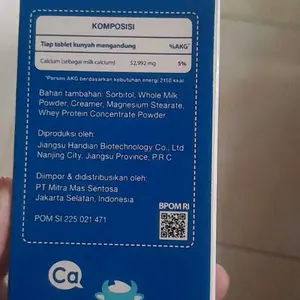 KOMPOSISI
Tiap tablet kunyah mengandung %AKG*
Calcium (sebagai milk calcium) 52,992 mg 5%
*Persen AKG berdasarkan kebutuhan energi 2150 kkal
Bahan tambahan: Sorbitol, Whole Milk
Powder, Creamer, Magnesium Stearate,
Whey Protein Concentrate Powder.
Diproduksi oleh:
Jiangsu Handian Biotechnology Co., Ltd
Nanjing City, Jiangsu Province, P.R.C
Diimpor & didistribusikan oleh:
PT Mitra Mas Sentosa
Jakarta Selatan, Indonesia
BPOM RI
POM SI 225 021 471
Ca